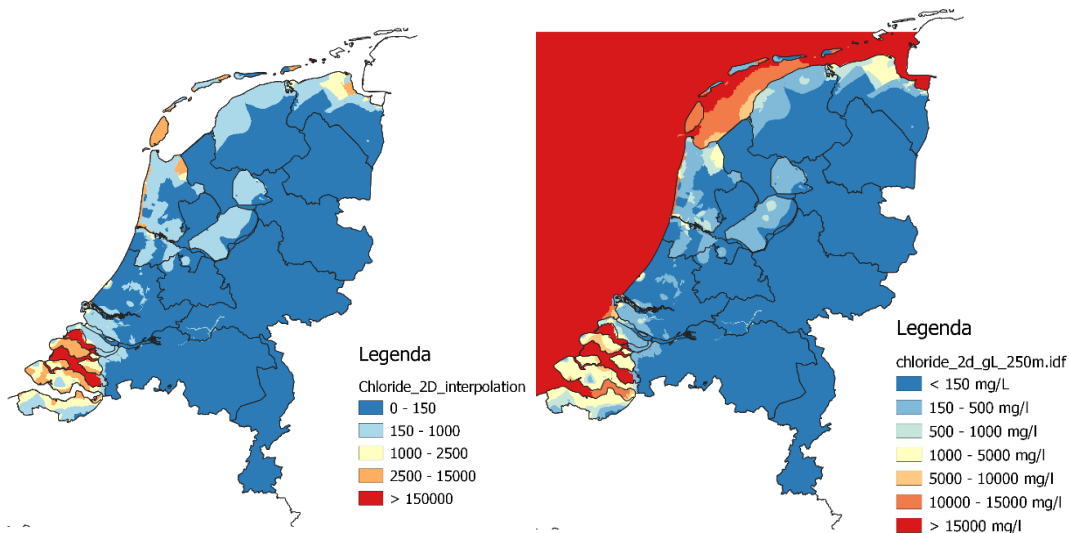 Legenda
Chloride_2D_interpolation
0 - 150
150 - 1000
1000 - 2500
2500 - 15000
> 150000
Legenda
chloride_2d_gL_250m.idf
< 150 mg/L
150 - 500 mg/l
500 - 1000 mg/l
1000 - 5000 mg/l
5000 - 10000 mg/l
10000 - 15000 mg/l
> 15000 mg/l